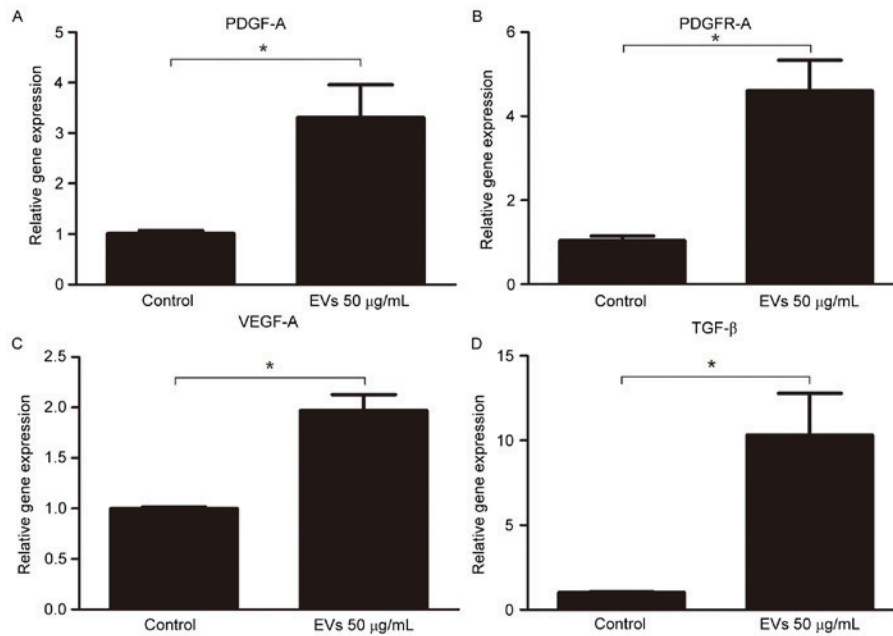 A
PDGF-A
Relative gene expression
5
4
3
2
1
0
*
Control
EVs 50 μg/mL
B
PDGFR-A
Relative gene expression
6
4
2
0
*
Control
EVs 50 μg/mL
C
VEGF-A
Relative gene expression
2.5
2.0
1.5
1.0
0.5
0.0
*
Control
EVs 50 μg/mL
D
TGF-β
Relative gene expression
15
10
5
0
*
Control
EVs 50 μg/mL